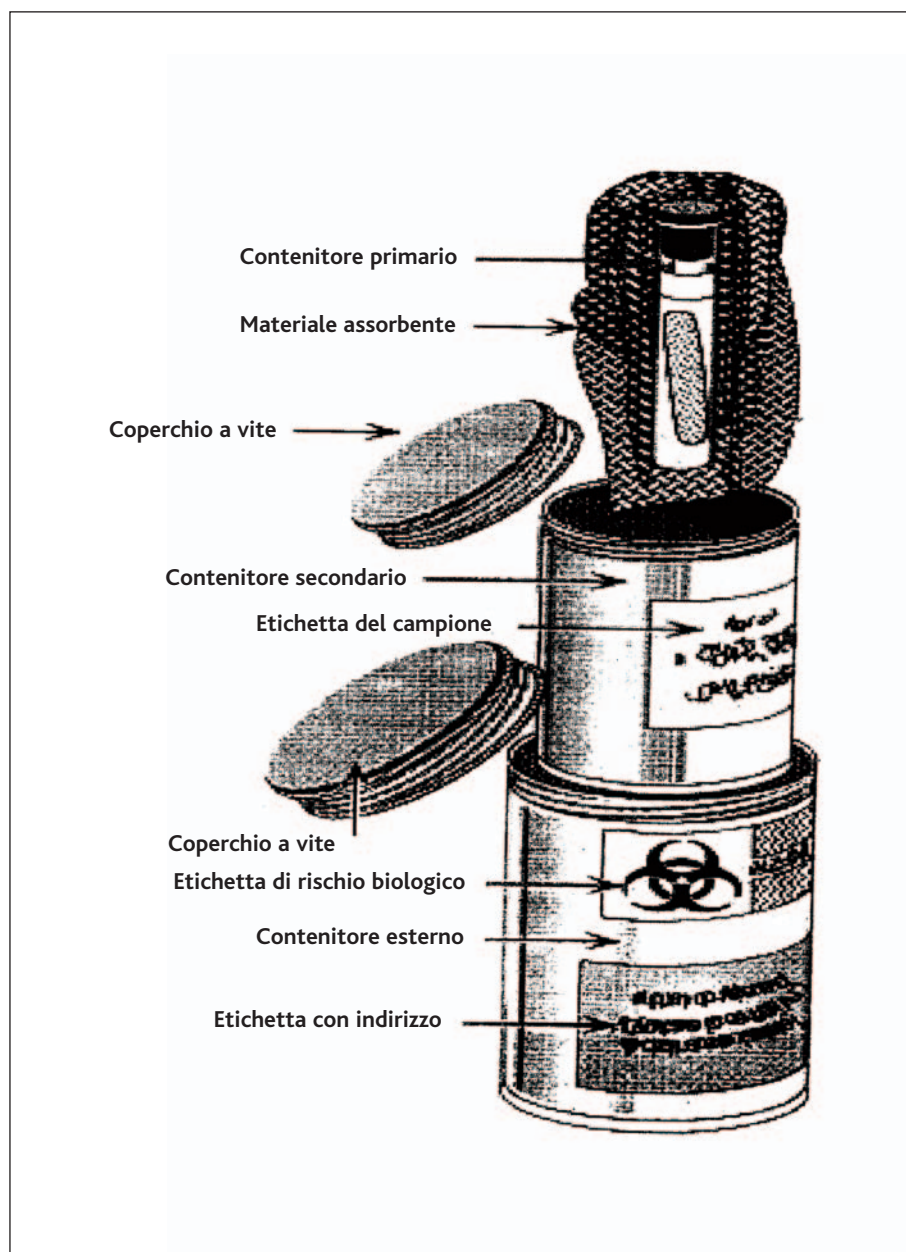 Contenitore primario
Materiale assorbente
Coperchio a vite
Contenitore secondario
Etichetta del campione
Coperchio a vite
Etichetta di rischio biologico
Contenitore esterno
Etichetta con indirizzo